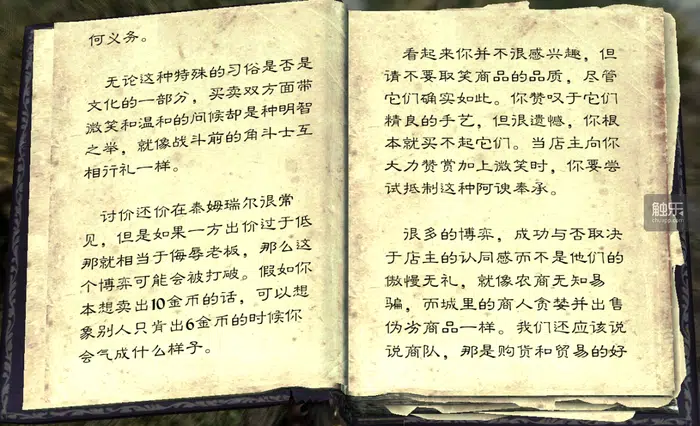 何义务。
无论这种特殊的习俗是否是
文化的一部分，买卖双方面带
微笑和温和的问候却是种明智
之举，就像战斗前的角斗士互
相行礼一样。
讨价还价在泰姆瑞尔很常
见，但是如果一方出价过于低
那就相当于侮辱老板，那么这
个博弈可能会被打破。假如你
本想卖出10金币的话，可以想
象别人只肯出6金币的时候你
会气成什么样子。
看起来你并不很感兴趣，但
请不要取笑商品的品质，尽管
它们确实如此。你赞叹于它们
精良的手艺，但很遗憾，你根
本就买不起它们。当店主向你
大力赞赏加上微笑时，你要尝
试抵制这种阿谀奉承。
很多的博弈，成功与否取决
于店主的认同感而不是他们的
傲慢无礼，就像农商无知易
骗，而城里的商人贪婪并出售
伪劣商品一样。我们还应该说
说商队，那是购货和贸易的好
触乐
chuapp.com